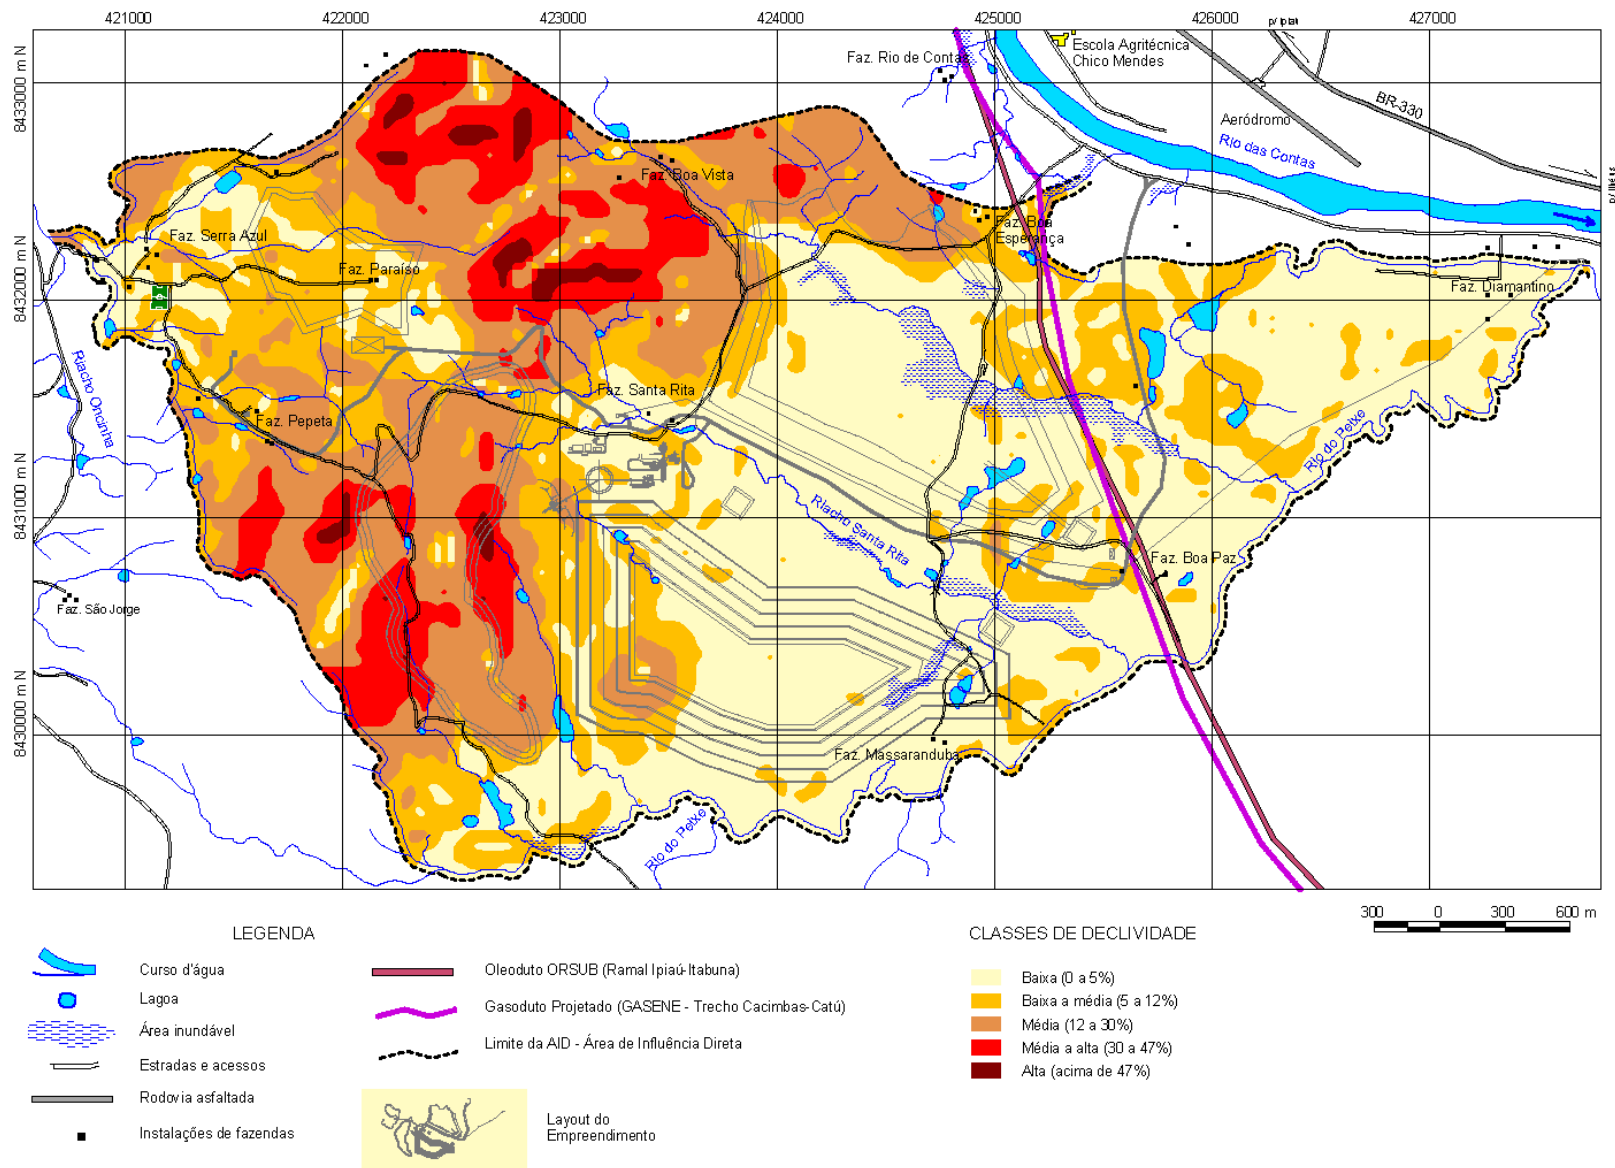 421000
422000
423000
424000
425000
426000
p/ Ipiaú
427000
8433000 m N
8432000 m N
8431000 m N
8430000 m N
Faz. Rio de Contas
Escola Agritécnica
Chico Mendes
BR-330
Aeródromo
Rio das Contas
p/ Ilhéus
Faz. Boa Vista
Faz. Serra Azul
Faz. Boa
Esperança
Faz. Paraíso
Faz. Diamantino
Riacho Oncinha
Faz. Santa Rita
Faz. Pepeta
Rio do Peixe
Riacho Santa Rita
Faz. Boa Paz
Faz. São Jorge
Faz. Massaranduba
Rio do Peixe
300 0 300 600 m
LEGENDA
Curso d'água
Lagoa
Área inundável
Estradas e acessos
Rodovia asfaltada
Instalações de fazendas
Oleoduto ORSUB (Ramal Ipiaú-Itabuna)
Gasoduto Projetado (GASENE - Trecho Cacimbas-Catú)
Limite da AID - Área de Influência Direta
Layout do
Empreendimento
CLASSES DE DECLIVIDADE
Baixa (0 a 5%)
Baixa a média (5 a 12%)
Média (12 a 30%)
Média a alta (30 a 47%)
Alta (acima de 47%)